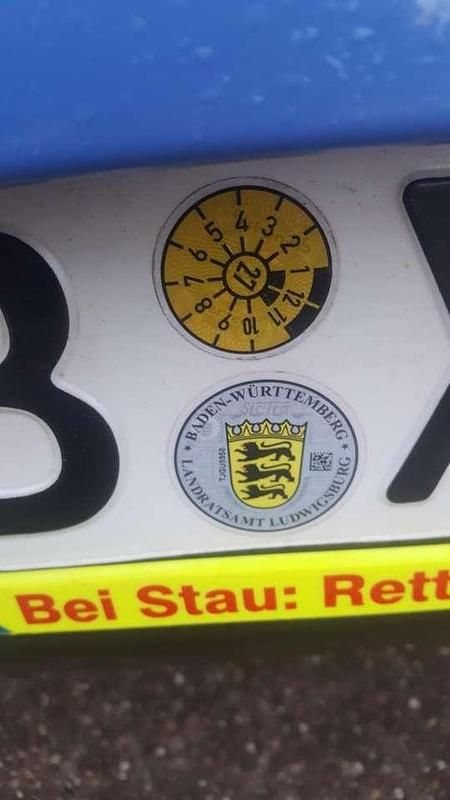 B
1 2 3 4 5 6 7 8 9 10 11 12
27
BADEN-WÜRTTEMBERG
TJGU8958
LANDRATSAMT LUDWIGSBURG
Bei Stau: Rett